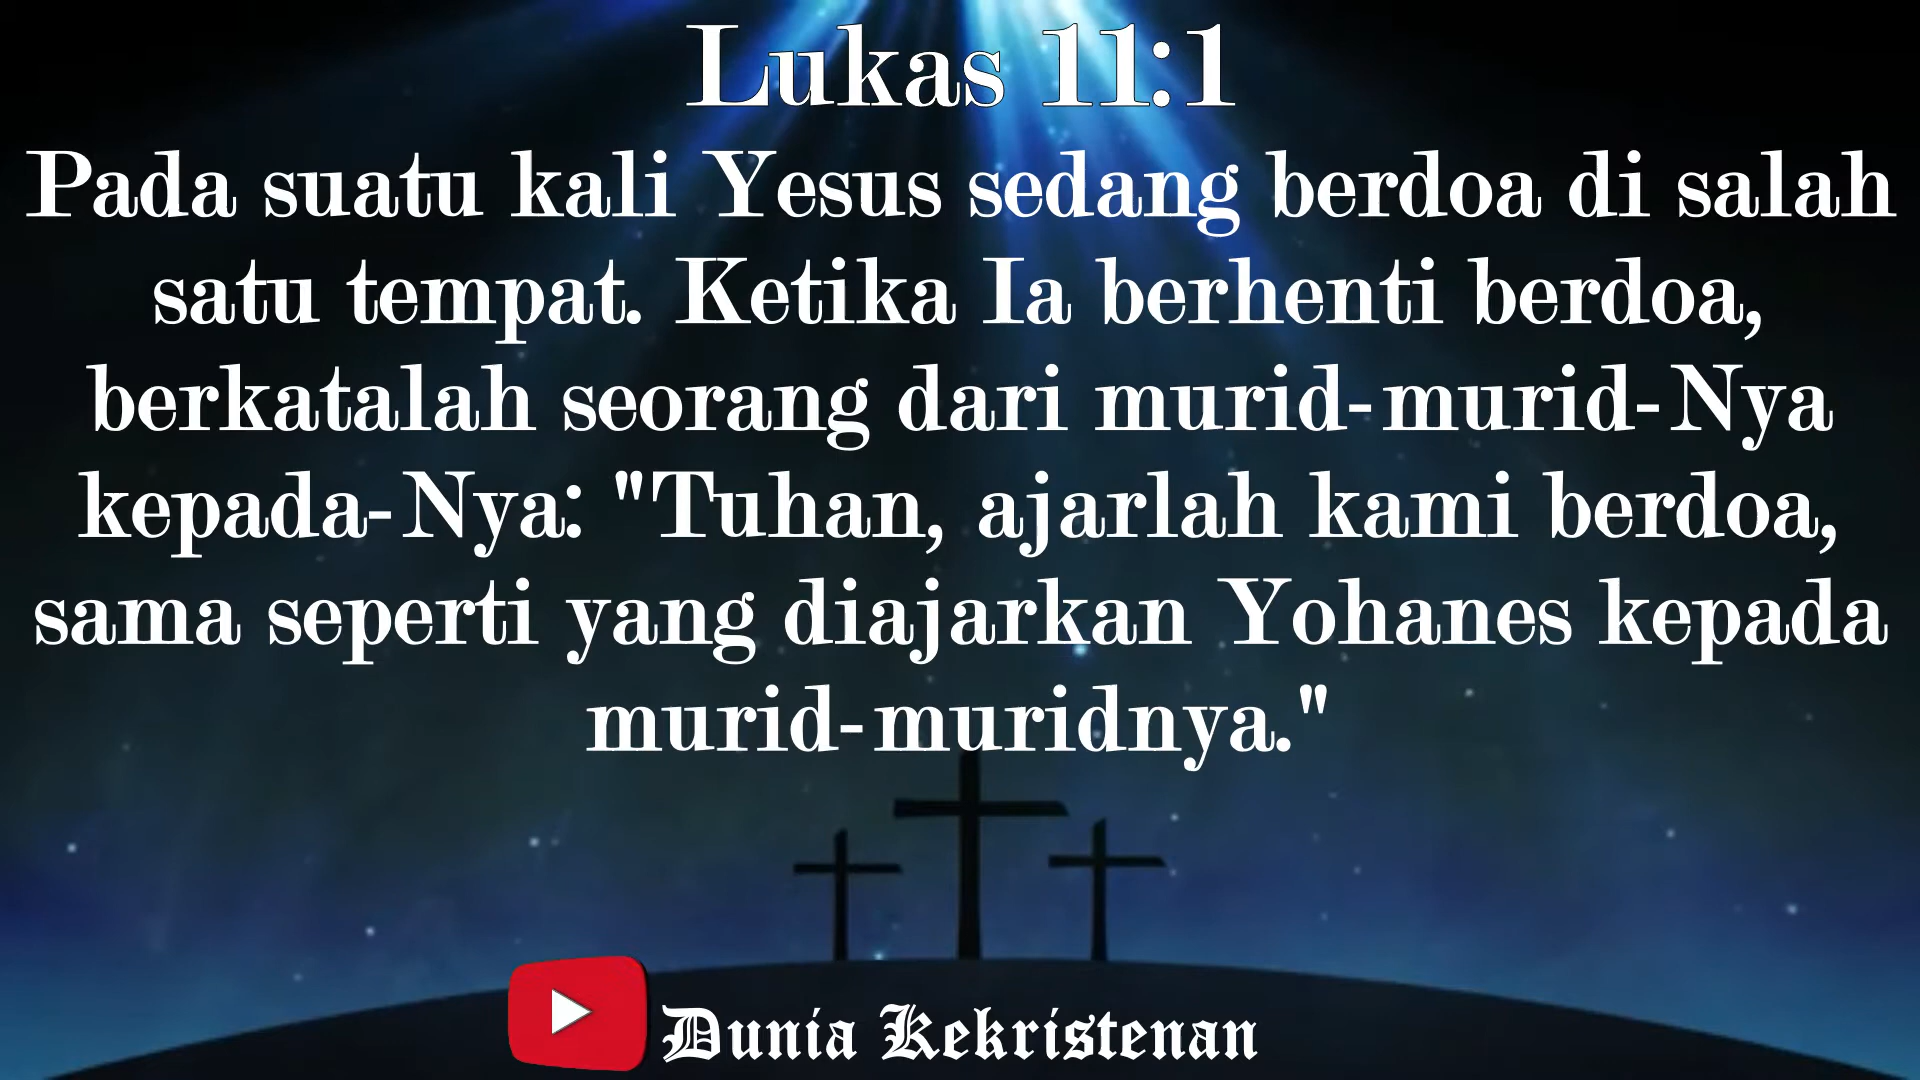 Lukas 11:1
Pada suatu kali Yesus sedang berdoa di salah
satu tempat. Ketika Ia berhenti berdoa,
berkatalah seorang dari murid-murid-Nya
kepada-Nya: "Tuhan, ajarlah kami berdoa,
sama seperti yang diajarkan Yohanes kepada
murid-muridnya."
Dunia Kekristenan